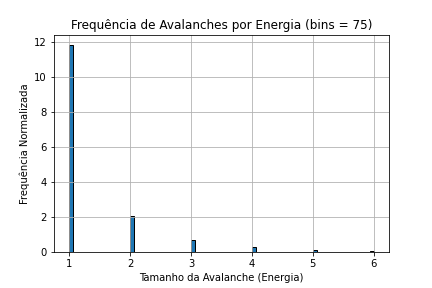 Frequência de Avalanches por Energia (bins = 75)
Frequência Normalizada
12
10
8
6
4
2
0
1 2 3 4 5 6
Tamanho da Avalanche (Energia)